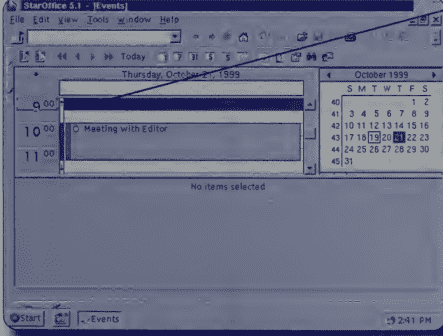 StarOffice 5.1 - [Events]
File Edit View Tools Window Help
Today
Thursday, October 21, 1999
October 1999
S M T W T F S
40 1 2
41 3 4 5 6 7 8 9
42 10 11 12 13 14 15 16
43 17 18 19 20 21 22 23
44 24 25 26 27 28 29 30
45 31
9 00
10 00 Meeting with Editor
11 00
No items selected
Start Events 2:41 PM